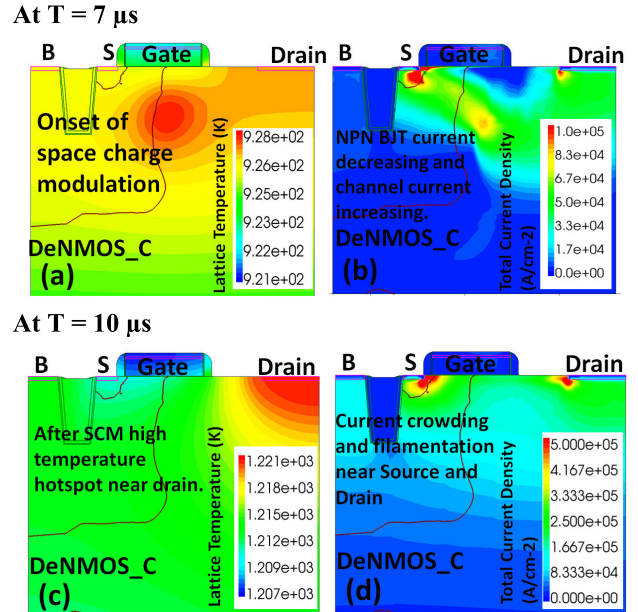 At T = 7 µs
B S Gate Drain
Onset of
space charge
modulation
DeNMOS_C
(a)
Lattice Temperature (K)
9.28e+02
9.26e+02
9.25e+02
9.24e+02
9.22e+02
9.21e+02
B S Gate Drain
NPN BJT current
decreasing and
channel current
increasing.
DeNMOS_C
(b)
Total Current Density
(A/cm-2)
1.0e+05
8.3e+04
6.7e+04
5.0e+04
3.3e+04
1.7e+04
0.0e+00
At T = 10 µs
B S Gate Drain
After SCM high
temperature
hotspot near drain.
DeNMOS_C
(c)
Lattice Temperature (K)
1.221e+03
1.218e+03
1.215e+03
1.212e+03
1.209e+03
1.207e+03
B S Gate Drain
Current crowding
and filamentation
near Source and
Drain
DeNMOS_C
(d)
Total Current Density
(A/cm-2)
5.000e+05
4.167e+05
3.333e+05
2.500e+05
1.667e+05
8.333e+04
0.000e+00